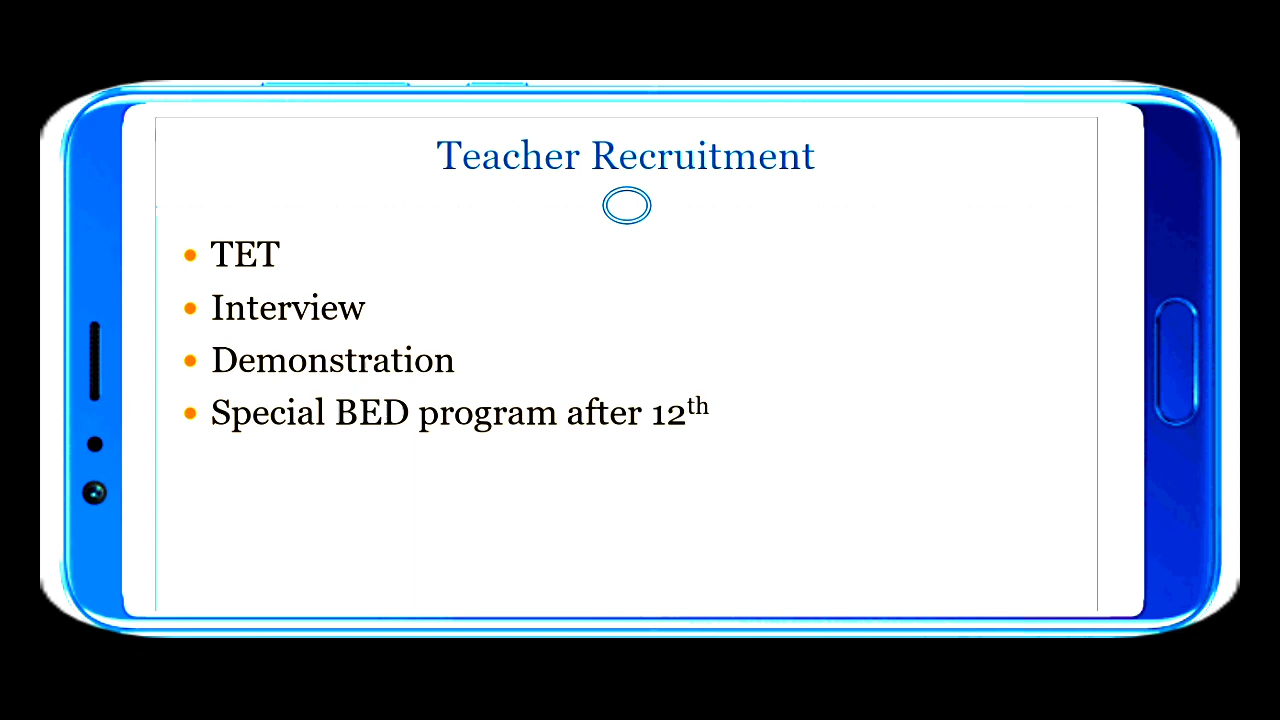 Teacher Recruitment
TET
Interview
Demonstration
Special BED program after 12th